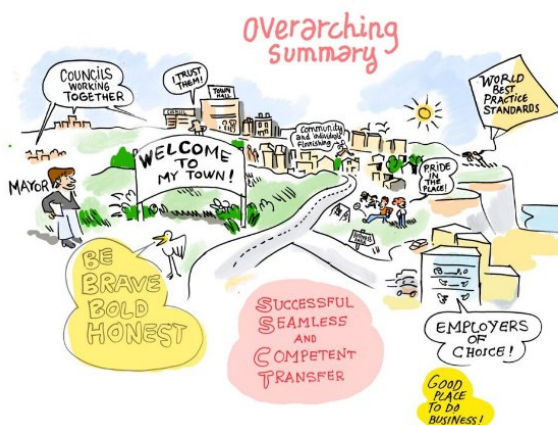 Overarching
Summary
COUNCILS
WORKING
TOGETHER
I TRUST
THEM!
TOWN
HALL
WORLD
BEST
PRACTICE
STANDARDS
Community
and individuals
Flourishing
WELCOME
TO
MY TOWN!
PRIDE
IN THE
PLACE!
MAYOR
BE
BRAVE
BOLD
HONEST
SUCCESSFUL
SEAMLESS
AND
COMPETENT
TRANSFER
EMPLOYERS
OF
CHOICE!
GOOD
PLACE
TO DO
BUSINESS!